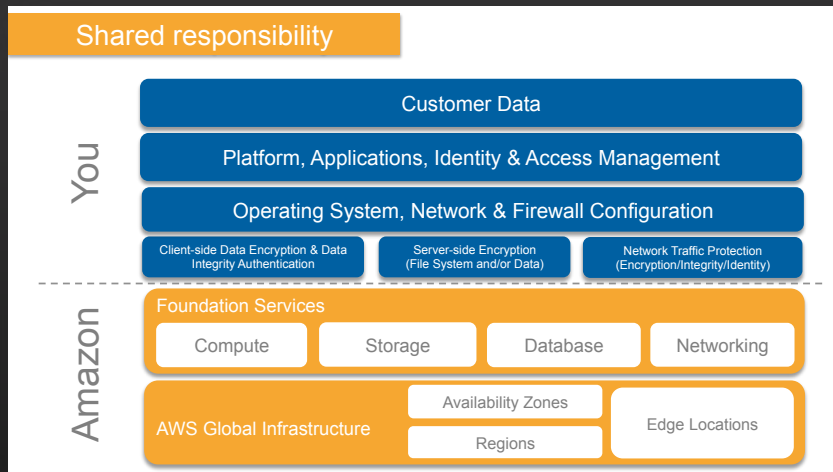 Shared responsibility
You
Customer Data
Platform, Applications, Identity & Access Management
Operating System, Network & Firewall Configuration
Client-side Data Encryption & Data
Integrity Authentication
Server-side Encryption
(File System and/or Data)
Network Traffic Protection
(Encryption/Integrity/Identity)
Amazon
Foundation Services
Compute
Storage
Database
Networking
AWS Global Infrastructure
Availability Zones
Regions
Edge Locations